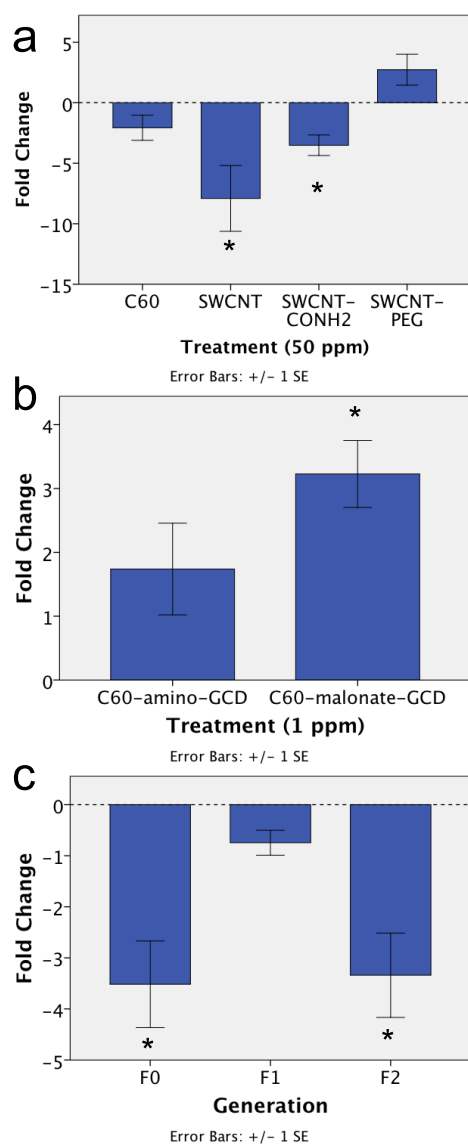 a
5
0
-5
-10
-15
Fold Change
*
*
C60 SWCNT SWCNT- SWCNT-
CONH2 PEG
Treatment (50 ppm)
Error Bars: +/- 1 SE
b
4
3
2
1
0
Fold Change
*
C60-amino-GCD C60-malonate-GCD
Treatment (1 ppm)
Error Bars: +/- 1 SE
c
0
-1
-2
-3
-4
-5
Fold Change
*
*
F0 F1 F2
Generation
Error Bars: +/- 1 SE